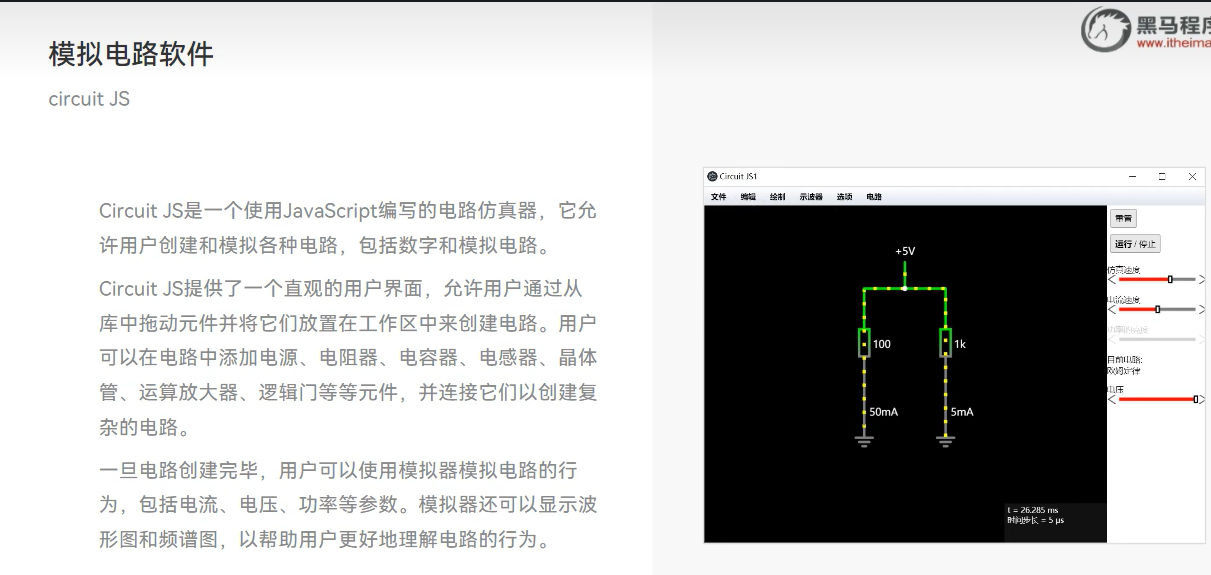 模拟电路软件
circuit JS
Circuit JS是一个使用JavaScript编写的电路仿真器，它允
许用户创建和模拟各种电路，包括数字和模拟电路。
Circuit JS提供了一个直观的用户界面，允许用户通过从
库中拖动元件并将它们放置在工作区中来创建电路。用户
可以在电路中添加电源、电阻器、电容器、电感器、晶体
管、运算放大器、逻辑门等等元件，并连接它们以创建复
杂的电路。
一旦电路创建完毕，用户可以使用模拟器模拟电路的行
为，包括电流、电压、功率等参数。模拟器还可以显示波
形图和频谱图，以帮助用户更好地理解电路的行为。
黑马程序
www.itheima
Circuit JS1
文件 编辑 绘制 示波器 选项 电路
重置
运行 / 停止
仿真速度
电流速度
功率的亮度
目前电路:
欧姆定律
电压
+5V
100
1k
50mA
5mA
t = 26.285 ms
时间步长 = 5 μs